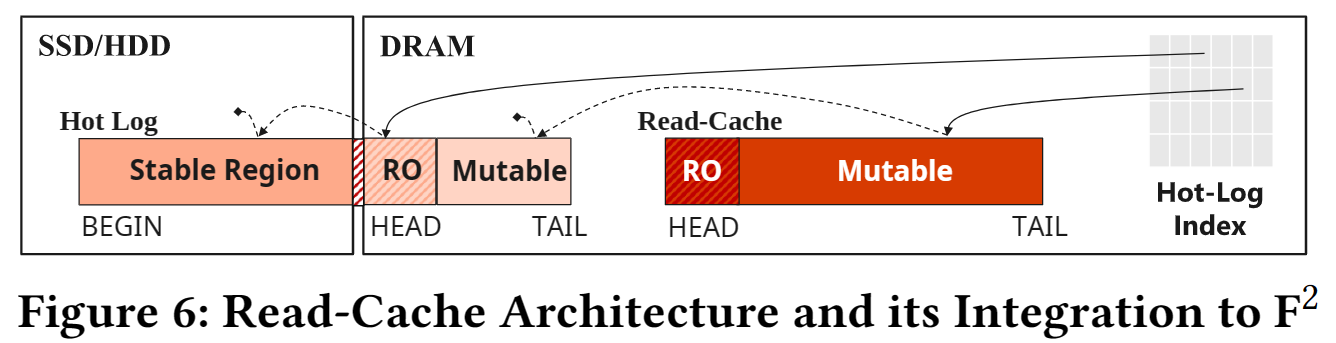 SSD/HDD
DRAM
Hot Log
Read-Cache
Stable Region
RO
Mutable
RO
Mutable
BEGIN
HEAD
TAIL
HEAD
TAIL
Hot-Log
Index
Figure 6: Read-Cache Architecture and its Integration to F²